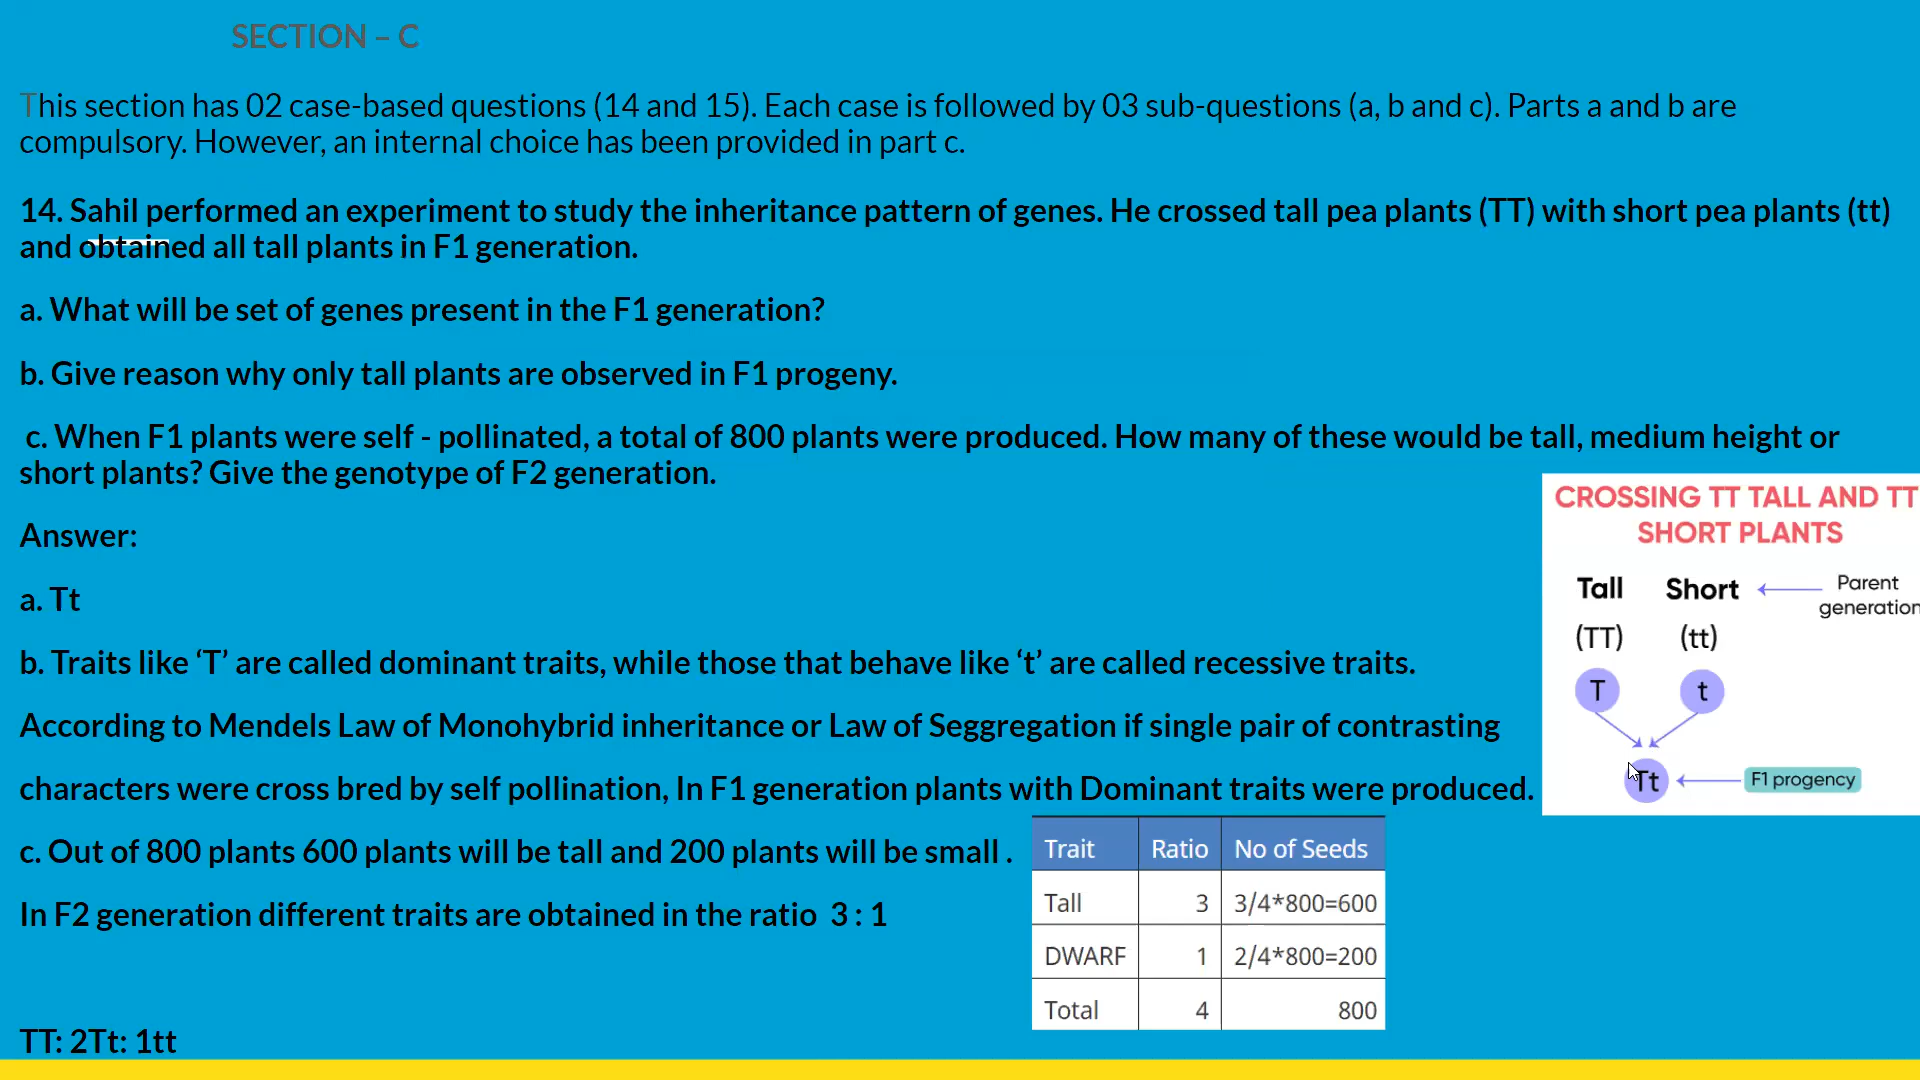 SECTION – C
This section has 02 case-based questions (14 and 15). Each case is followed by 03 sub-questions (a, b and c). Parts a and b are
compulsory. However, an internal choice has been provided in part c.
14. Sahil performed an experiment to study the inheritance pattern of genes. He crossed tall pea plants (TT) with short pea plants (tt)
and obtained all tall plants in F1 generation.
a. What will be set of genes present in the F1 generation?
b. Give reason why only tall plants are observed in F1 progeny.
c. When F1 plants were self - pollinated, a total of 800 plants were produced. How many of these would be tall, medium height or
short plants? Give the genotype of F2 generation.
Answer:
a. Tt
b. Traits like ‘T’ are called dominant traits, while those that behave like ‘t’ are called recessive traits.
According to Mendels Law of Monohybrid inheritance or Law of Seggregation if single pair of contrasting
characters were cross bred by self pollination, In F1 generation plants with Dominant traits were produced.
c. Out of 800 plants 600 plants will be tall and 200 plants will be small .
In F2 generation different traits are obtained in the ratio 3 : 1
TT: 2Tt: 1tt
CROSSING TT TALL AND TT
SHORT PLANTS
Tall Short Parent
generation
(TT) (tt)
T t
Tt F1 progency
Trait Ratio No of Seeds
Tall 3 3/4*800=600
DWARF 1 2/4*800=200
Total 4 800